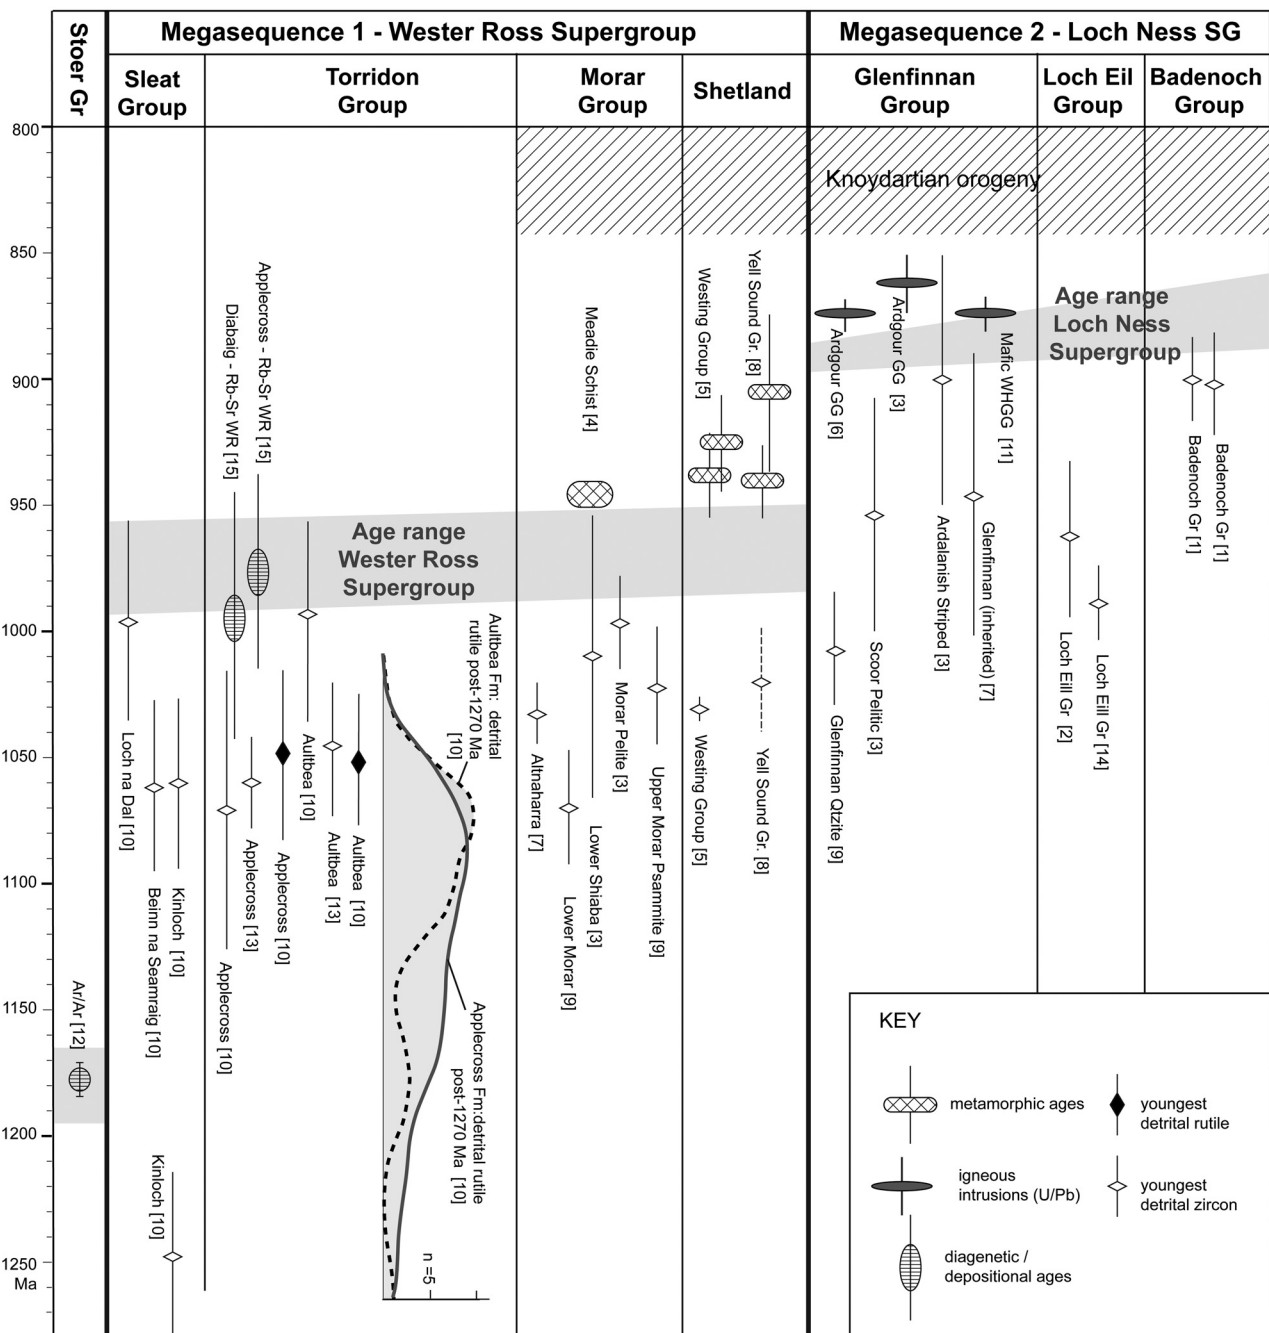 Stoer Gr
Megasequence 1 - Wester Ross Supergroup
Megasequence 2 - Loch Ness SG
Sleat
Group
Torridon
Group
Morar
Group
Shetland
Glenfinnan
Group
Loch Eil
Group
Badenoch
Group
800
850
900
950
1000
1050
1100
1150
1200
1250
Ma
Knoydartian orogeny
Age range
Wester Ross
Supergroup
Age range
Loch Ness
Supergroup
Ar/Ar [12]
Loch na Dal [10]
Beinn na Seamraig [10]
Kinloch [10]
Kinloch [10]
Diabaig - Rb-Sr WR [15]
Applecross - Rb-Sr WR [15]
Applecross [10]
Applecross [13]
Applecross [10]
Aultbea [10]
Aultbea [13]
Aultbea [10]
Aultbea Fm: detrital
rutile post-1270 Ma
[10]
Applecross Fm:detrital rutile
post-1270 Ma [10]
n =5
Meadie Schist [4]
Altnaharra [7]
Lower Morar [9]
Lower Shiaba [3]
Morar Pelite [3]
Upper Morar Psammite [9]
Westing Group [5]
Yell Sound Gr. [8]
Westing Group [5]
Yell Sound Gr. [8]
Ardgour GG [6]
Ardgour GG [3]
Mafic WHGG [11]
Glenfinnan Qtzite [9]
Scoor Pelitic [3]
Ardalanish Striped [3]
Glenfinnan (inherited) [7]
Loch Eill Gr [2]
Loch Eill Gr [14]
Badenoch Gr [1]
Badenoch Gr [1]
KEY
metamorphic ages
youngest
detrital rutile
igneous
intrusions (U/Pb)
youngest
detrital zircon
diagenetic /
depositional ages